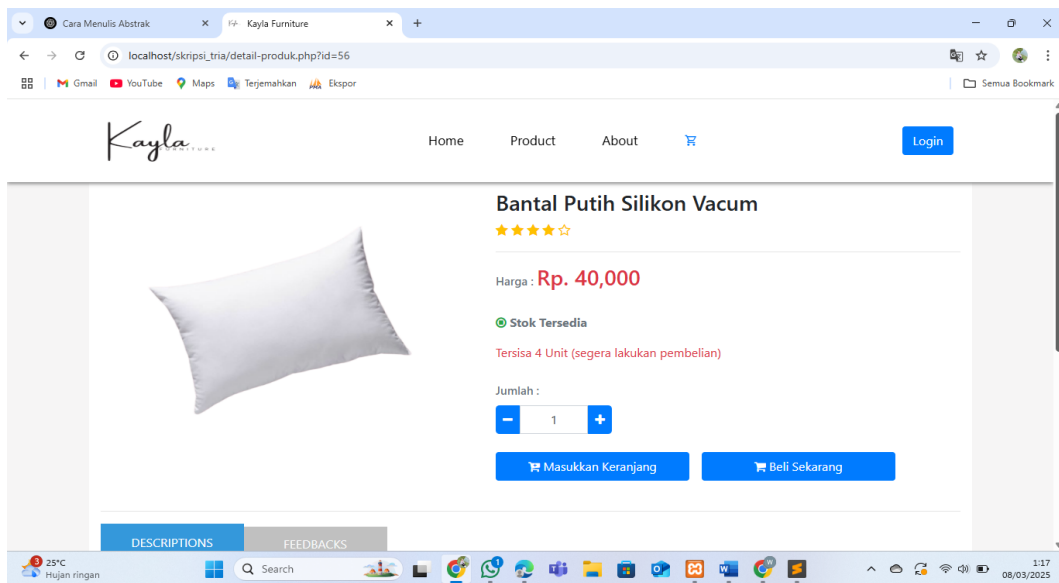 Cara Menulis Abstrak
Kayla Furniture
localhost/skripsi_tria/detail-produk.php?id=56
Gmail YouTube Maps Terjemahkan Ekspor Semua Bookmark
Kayla
FURNITURE
Home Product About Login
Bantal Putih Silikon Vacum
Harga : Rp. 40,000
Stok Tersedia
Tersisa 4 Unit (segera lakukan pembelian)
Jumlah :
1
Masukkan Keranjang Beli Sekarang
DESCRIPTIONS FEEDBACKS
3
25°C
Hujan ringan
Search
1:17
08/03/2025